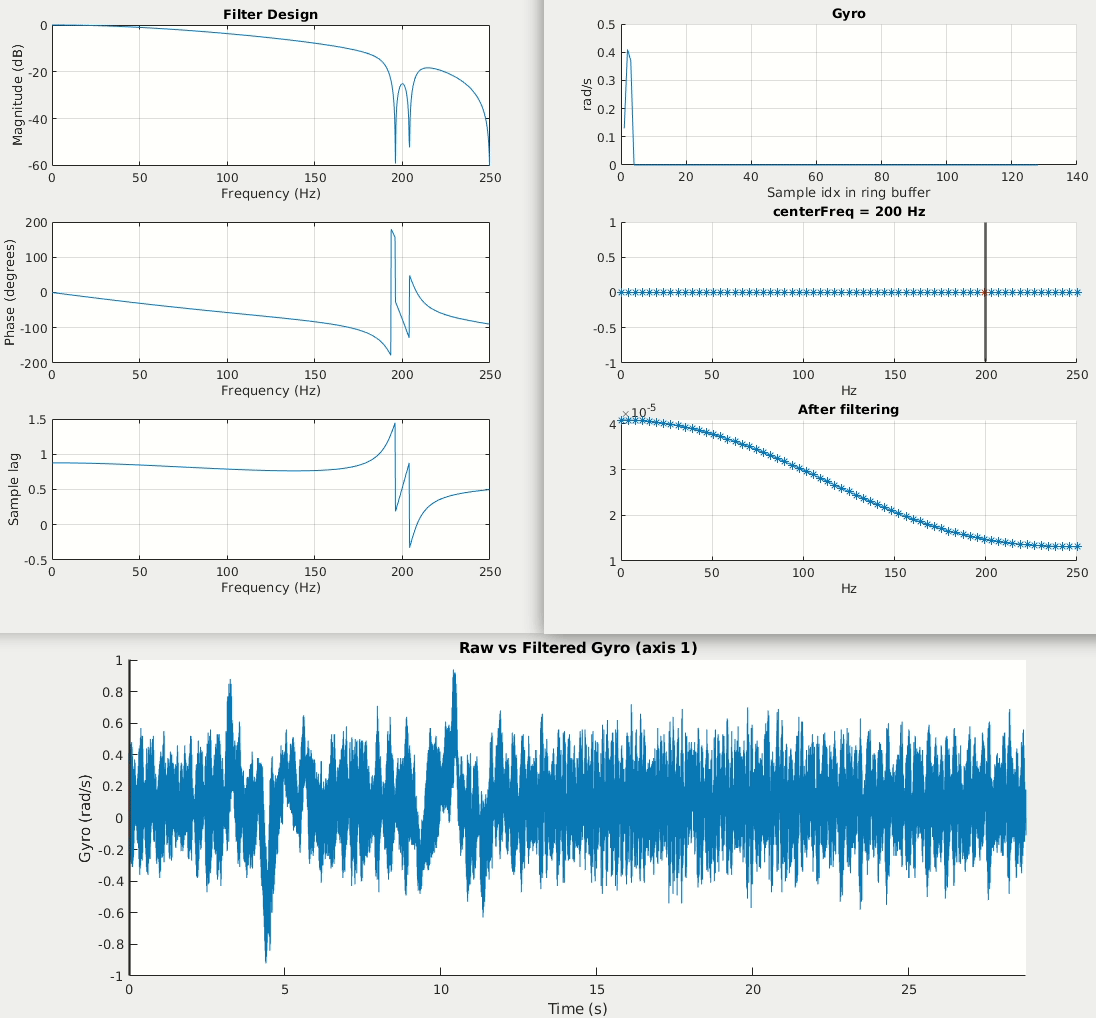 Filter Design
0
-20
-40
-60
Magnitude (dB)
0 50 100 150 200 250
Frequency (Hz)
200
100
0
-100
-200
Phase (degrees)
0 50 100 150 200 250
Frequency (Hz)
1.5
1
0.5
0
-0.5
Sample lag
0 50 100 150 200 250
Frequency (Hz)
Gyro
0.5
0.4
0.3
0.2
0.1
0
rad/s
0 20 40 60 80 100 120 140
Sample idx in ring buffer
centerFreq = 200 Hz
1
0.5
0
-0.5
-1
0 50 100 150 200 250
Hz
After filtering
×10-5
4
3
2
1
0 50 100 150 200 250
Hz
Raw vs Filtered Gyro (axis 1)
1
0.8
0.6
0.4
0.2
0
-0.2
-0.4
-0.6
-0.8
-1
Gyro (rad/s)
0 5 10 15 20 25
Time (s)